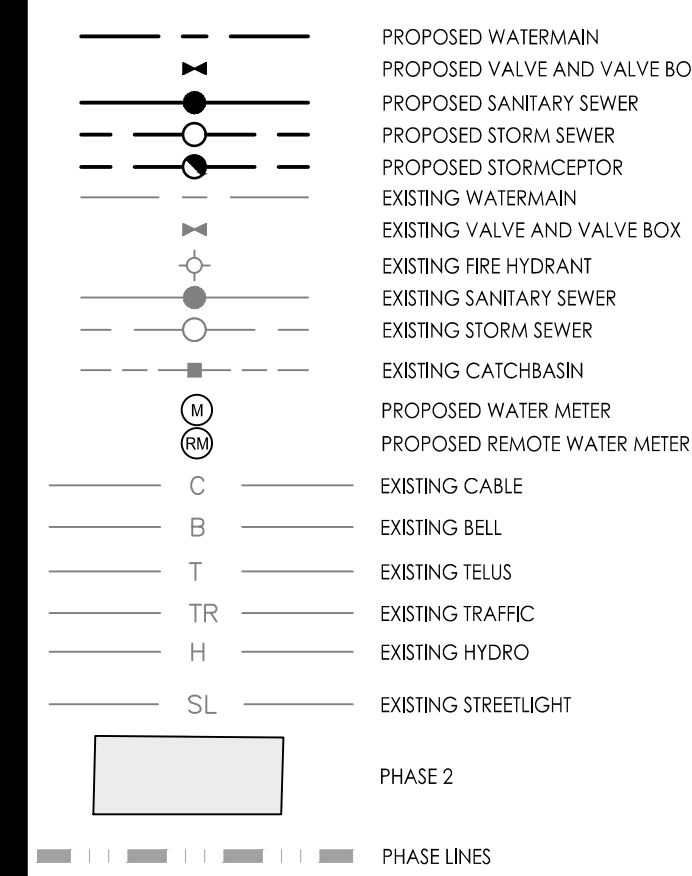 PROPOSED WATERMAIN
PROPOSED VALVE AND VALVE BO
PROPOSED SANITARY SEWER
PROPOSED STORM SEWER
PROPOSED STORMCEPTOR
EXISTING WATERMAIN
EXISTING VALVE AND VALVE BOX
EXISTING FIRE HYDRANT
EXISTING SANITARY SEWER
EXISTING STORM SEWER
EXISTING CATCHBASIN
M PROPOSED WATER METER
RM PROPOSED REMOTE WATER METER
C EXISTING CABLE
B EXISTING BELL
T EXISTING TELUS
TR EXISTING TRAFFIC
H EXISTING HYDRO
SL EXISTING STREETLIGHT
PHASE 2
PHASE LINES